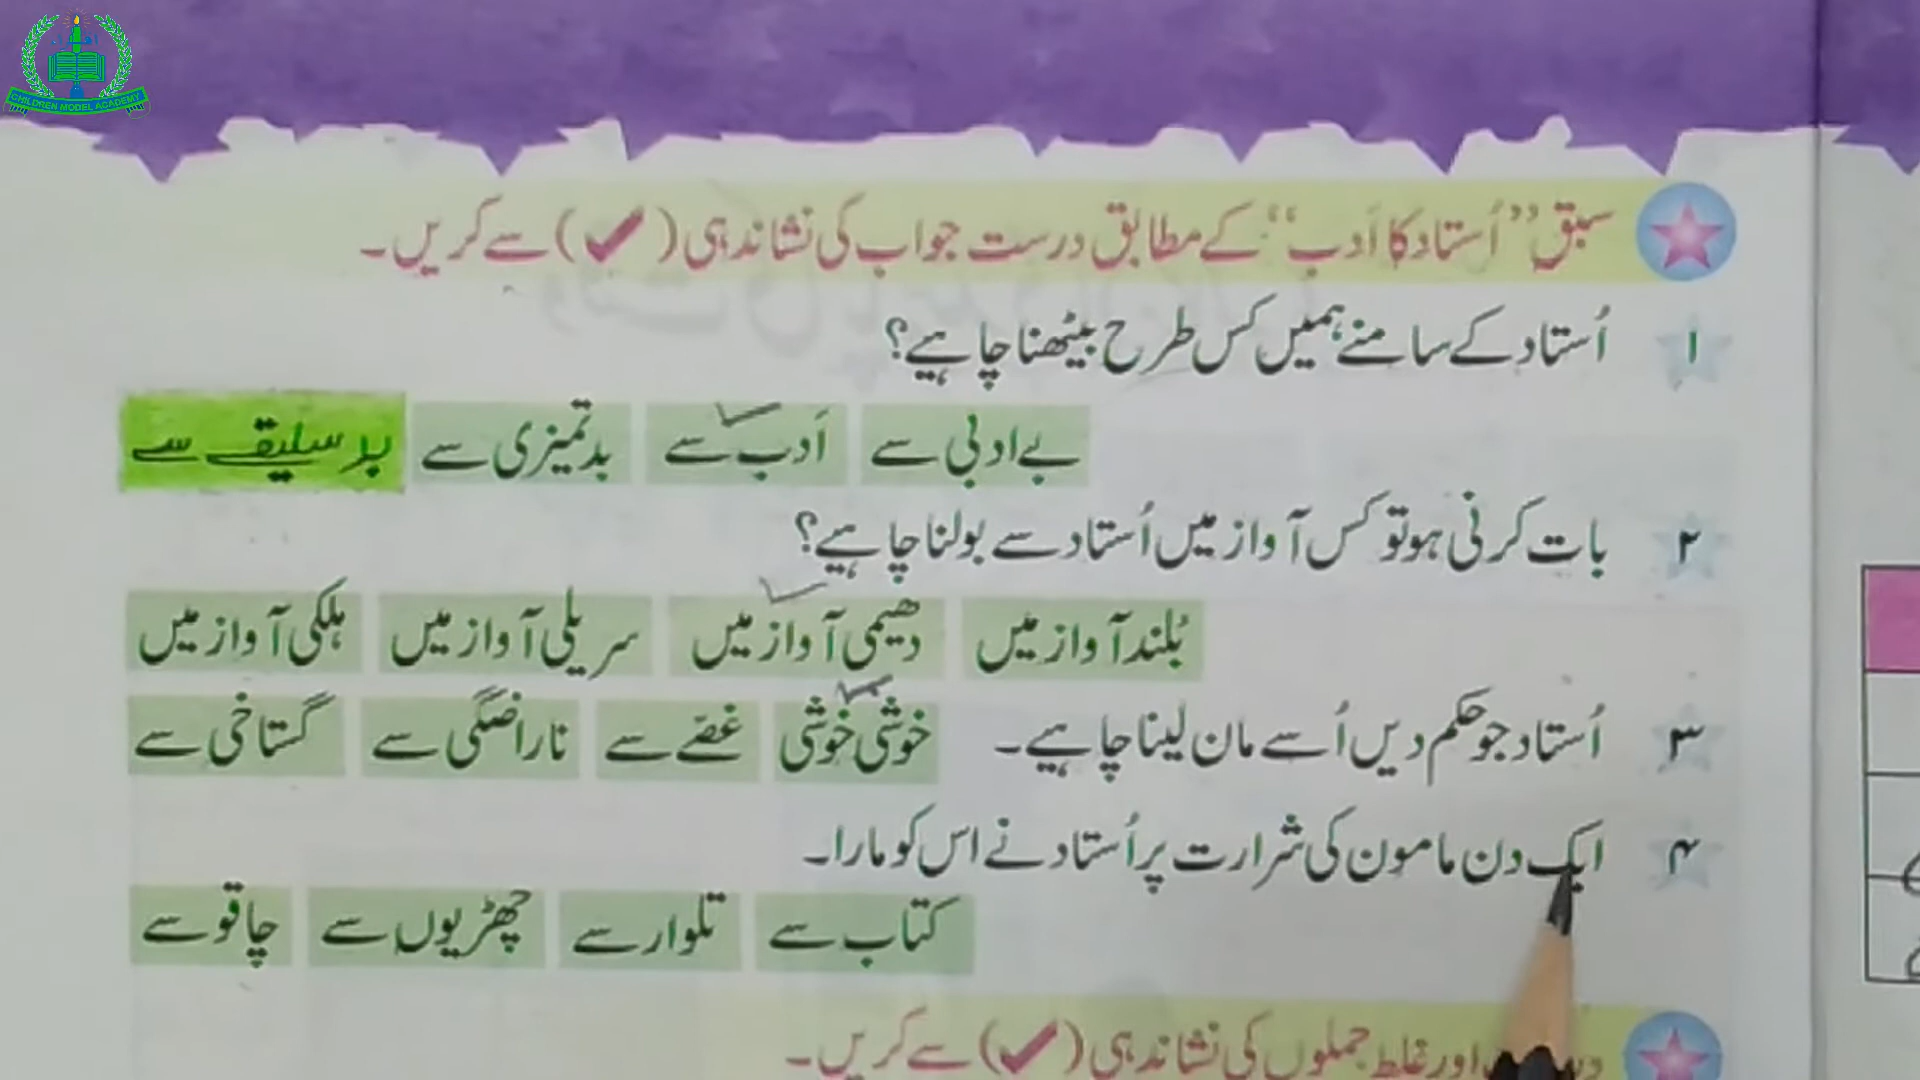 CHILDREN MODEL ACADEMY
سبق ”اُستاد کا اَدب“ کے مطابق درست جواب کی نشاندہی (✔) سے کریں۔
۱ اُستاد کے سامنے ہمیں کس طرح بیٹھنا چاہیے؟
بے ادبی سے اَدب سے بدتمیزی سے بد سلیقے سے
۲ بات کرنی ہو تو کس آواز میں اُستاد سے بولنا چاہیے؟
بُلند آواز میں دھیمی آواز میں سریلی آواز میں ہلکی آواز میں
۳ اُستاد جو حکم دیں اُسے مان لینا چاہیے۔ خوشی خوشی غصّے سے ناراضگی سے گستاخی سے
۴ ایک دن مامون کی شرارت پر اُستاد نے اس کو مارا۔
کتاب سے تلوار سے چھڑیوں سے چاقو سے
اور غلط جملوں کی نشاندہی (✔) سے کریں۔